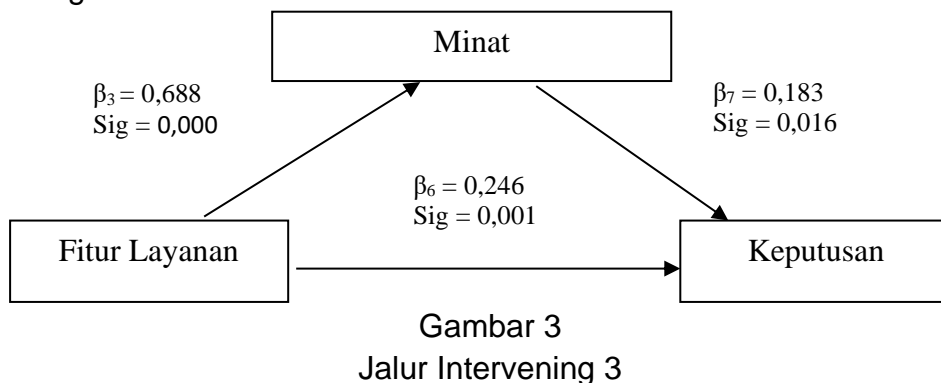 Minat
β3 = 0,688
Sig = 0,000
β7 = 0,183
Sig = 0,016
β6 = 0,246
Sig = 0,001
Fitur Layanan
Keputusan
Gambar 3
Jalur Intervening 3